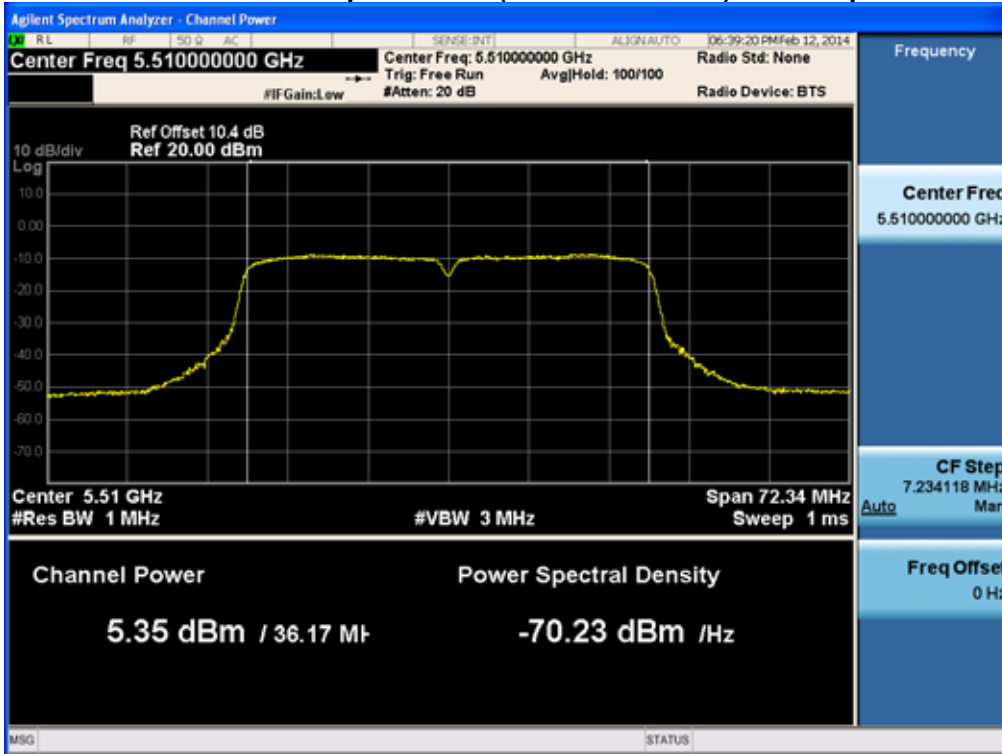 Agilent Spectrum Analyzer - Channel Power
RL RF 50 Ω AC SENSE:INT ALIGNAUTO 06:39:20 PMFeb 12, 2014
Center Freq 5.510000000 GHz
#IFGain:Low
Center Freq: 5.510000000 GHz
Trig: Free Run Avg|Hold: 100/100
#Atten: 20 dB
Radio Std: None
Radio Device: BTS
Ref Offset 10.4 dB
10 dB/div Ref 20.00 dBm
Log
10.0
0.00
-10.0
-20.0
-30.0
-40.0
-50.0
-60.0
-70.0
Center 5.51 GHz Span 72.34 MHz
#Res BW 1 MHz #VBW 3 MHz Sweep 1 ms
Channel Power Power Spectral Density
5.35 dBm / 36.17 MH -70.23 dBm /Hz
MSG STATUS
Frequency
Center Freq
5.510000000 GHz
CF Step
7.234118 MHz
Auto Man
Freq Offset
0 Hz